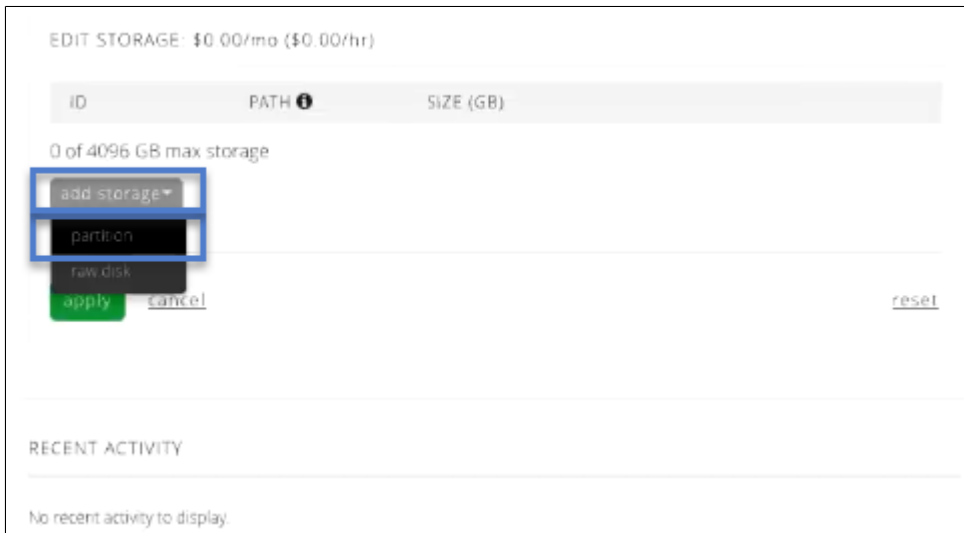 EDIT STORAGE: $0.00/mo ($0.00/hr)
ID PATH SIZE (GB)
0 of 4096 GB max storage
add storage
partition
raw disk
apply cancel reset
RECENT ACTIVITY
No recent activity to display.